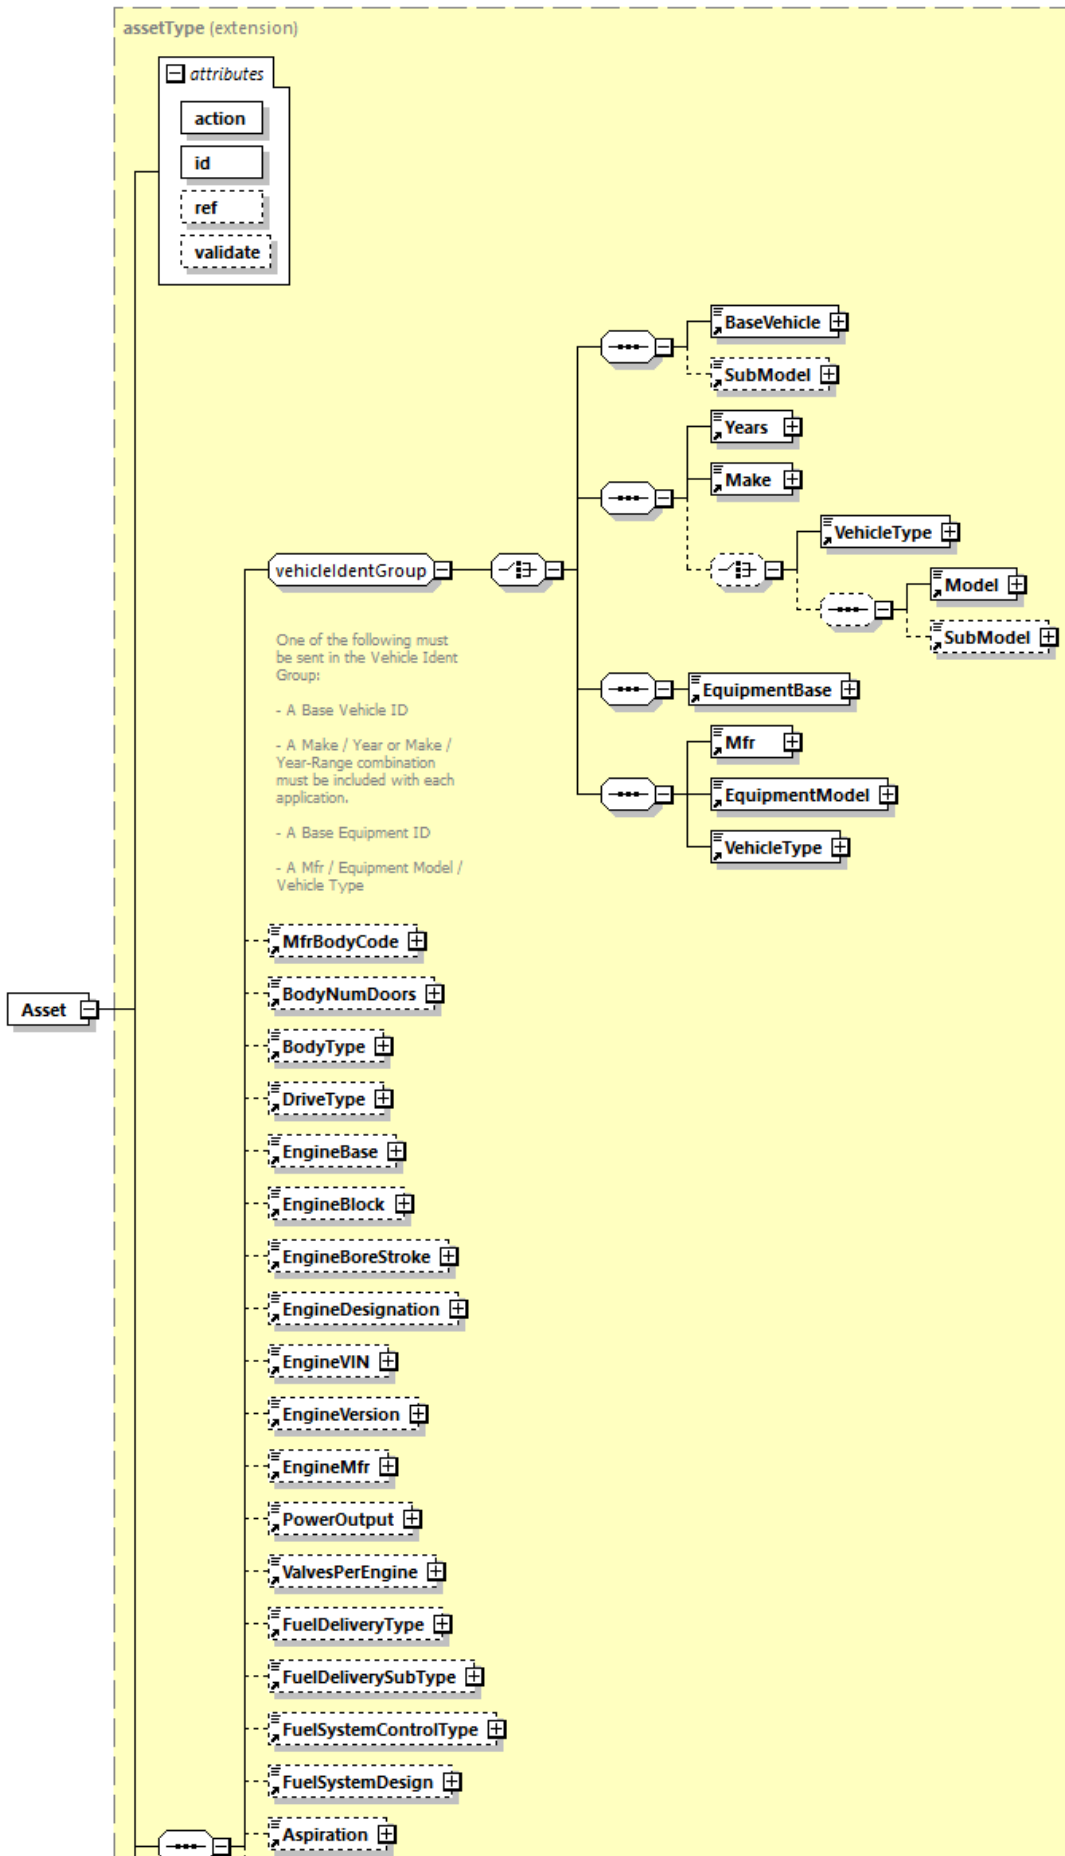 assetType (extension)
attributes
action
id
ref
validate
BaseVehicle
SubModel
Years
Make
VehicleType
Model
SubModel
vehicleIdentGroup
One of the following must
be sent in the Vehicle Ident
Group:
- A Base Vehicle ID
- A Make / Year or Make /
Year-Range combination
must be included with each
application.
- A Base Equipment ID
- A Mfr / Equipment Model /
Vehicle Type
EquipmentBase
Mfr
EquipmentModel
VehicleType
MfrBodyCode
BodyNumDoors
Asset
BodyType
DriveType
EngineBase
EngineBlock
EngineBoreStroke
EngineDesignation
EngineVIN
EngineVersion
EngineMfr
PowerOutput
ValvesPerEngine
FuelDeliveryType
FuelDeliverySubType
FuelSystemControlType
FuelSystemDesign
Aspiration